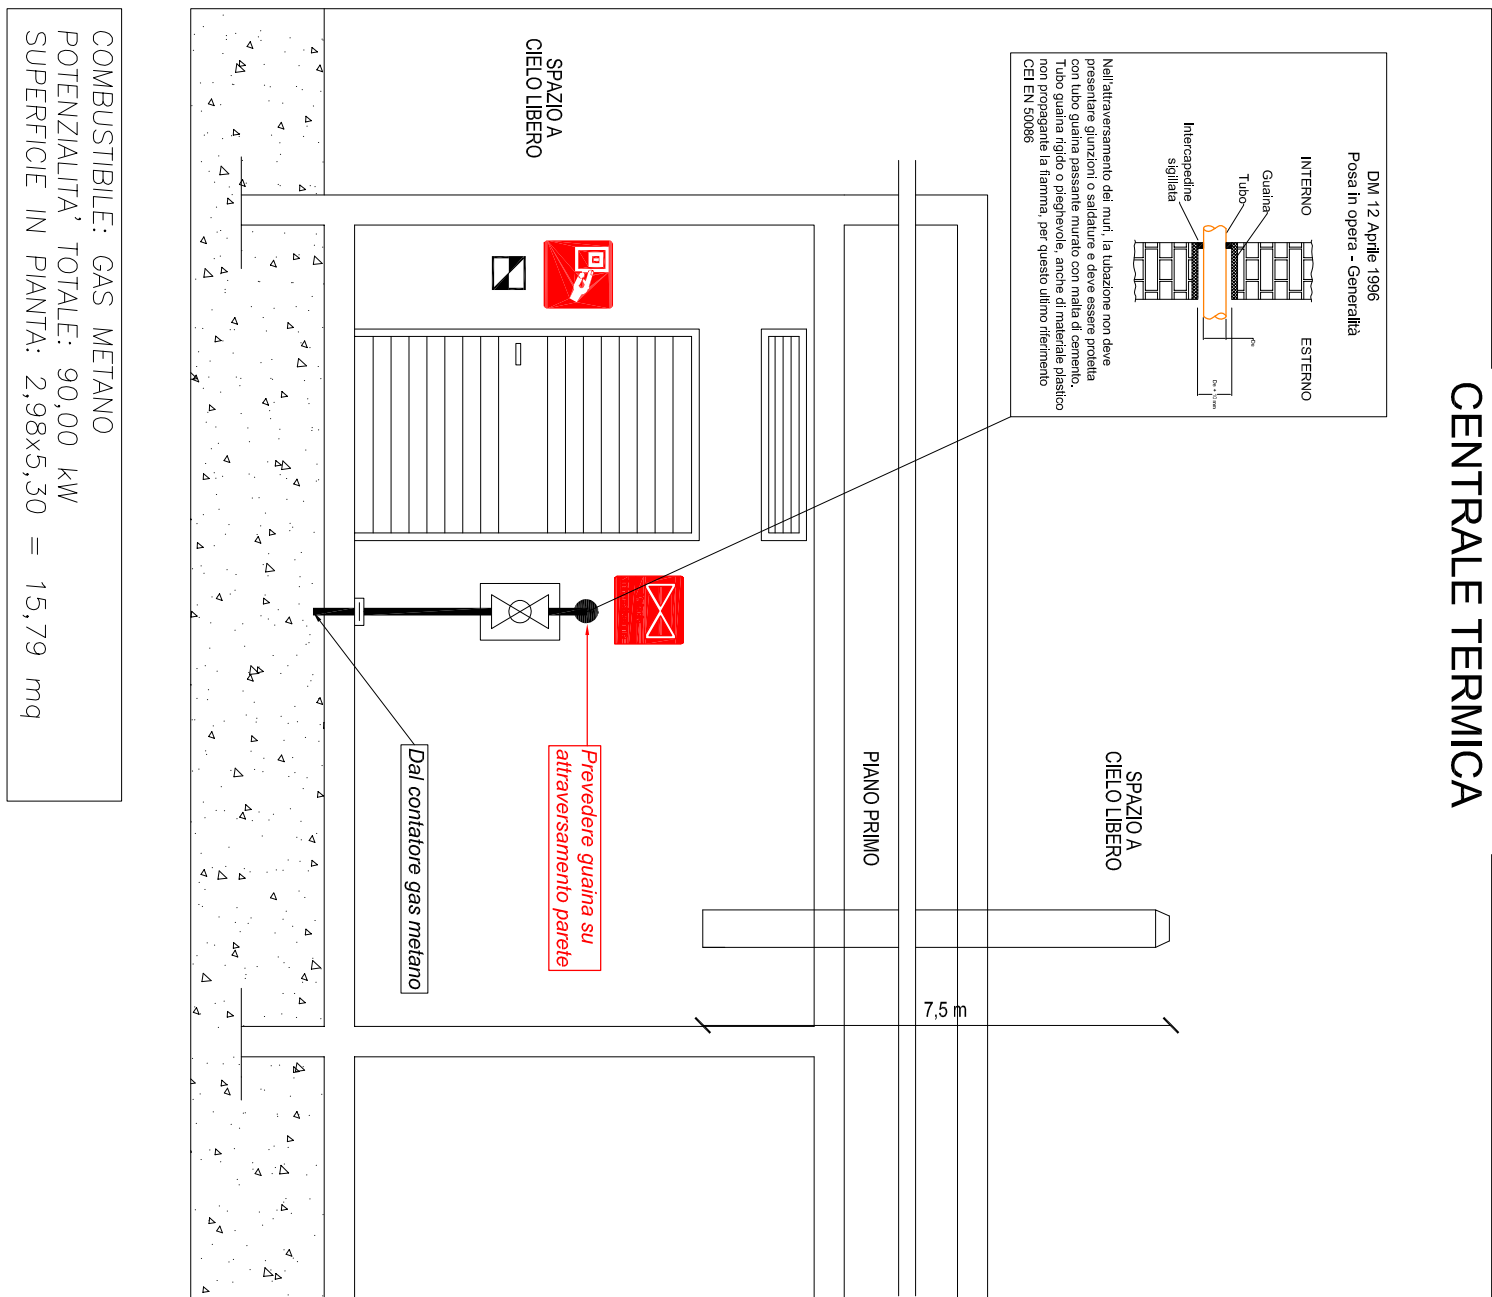 CENTRALE TERMICA
DM 12 Aprile 1996
Posa in opera - Generalità
INTERNO
ESTERNO
Guaina
Tubo
Intercapedine
sigillata
De
De + 10 mm
Nell'attraversamento dei muri, la tubazione non deve
presentare giunzioni o saldature e deve essere protetta
con tubo guaina passante murato con malta di cemento.
Tubo guaina rigido o pieghevole, anche di materiale plastico
non propagante la fiamma, per questo ultimo riferimento
CEI EN 50086
SPAZIO A
CIELO LIBERO
SPAZIO A
CIELO LIBERO
7,5 m
PIANO PRIMO
Prevedere guaina su
attraversamento parete
Dal contatore gas metano
COMBUSTIBILE: GAS METANO
POTENZIALITA' TOTALE: 90,00 kW
SUPERFICIE IN PIANTA: 2,98x5,30 = 15,79 mq